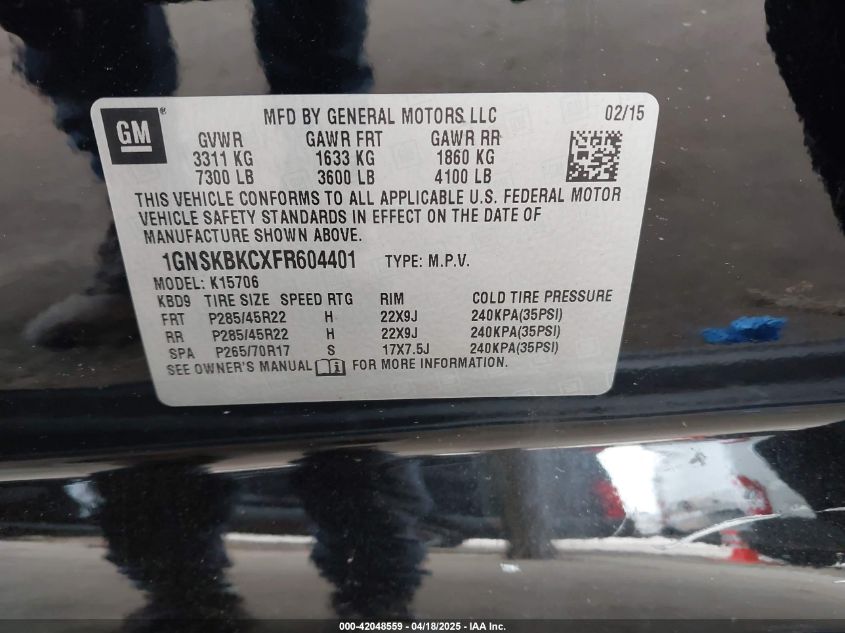 GM®
MFD BY GENERAL MOTORS LLC 02/15
GVWR GAWR FRT GAWR RR
3311 KG 1633 KG 1860 KG
7300 LB 3600 LB 4100 LB
THIS VEHICLE CONFORMS TO ALL APPLICABLE U.S. FEDERAL MOTOR
VEHICLE SAFETY STANDARDS IN EFFECT ON THE DATE OF
MANUFACTURE SHOWN ABOVE.
1GNSKBKCXFR604401 TYPE: M.P.V.
MODEL: K15706
KBD9 TIRE SIZE SPEED RTG RIM COLD TIRE PRESSURE
FRT P285/45R22 H 22X9J 240KPA(35PSI)
RR P285/45R22 H 22X9J 240KPA(35PSI)
SPA P265/70R17 S 17X7.5J 240KPA(35PSI)
SEE OWNER'S MANUAL FOR MORE INFORMATION.
000-42048559 - 04/18/2025 - IAA Inc.